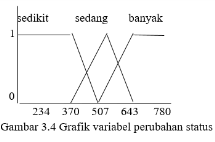 sedikit sedang banyak
1
0
234 370 507 643 780
Gambar 3.4 Grafik variabel perubahan status